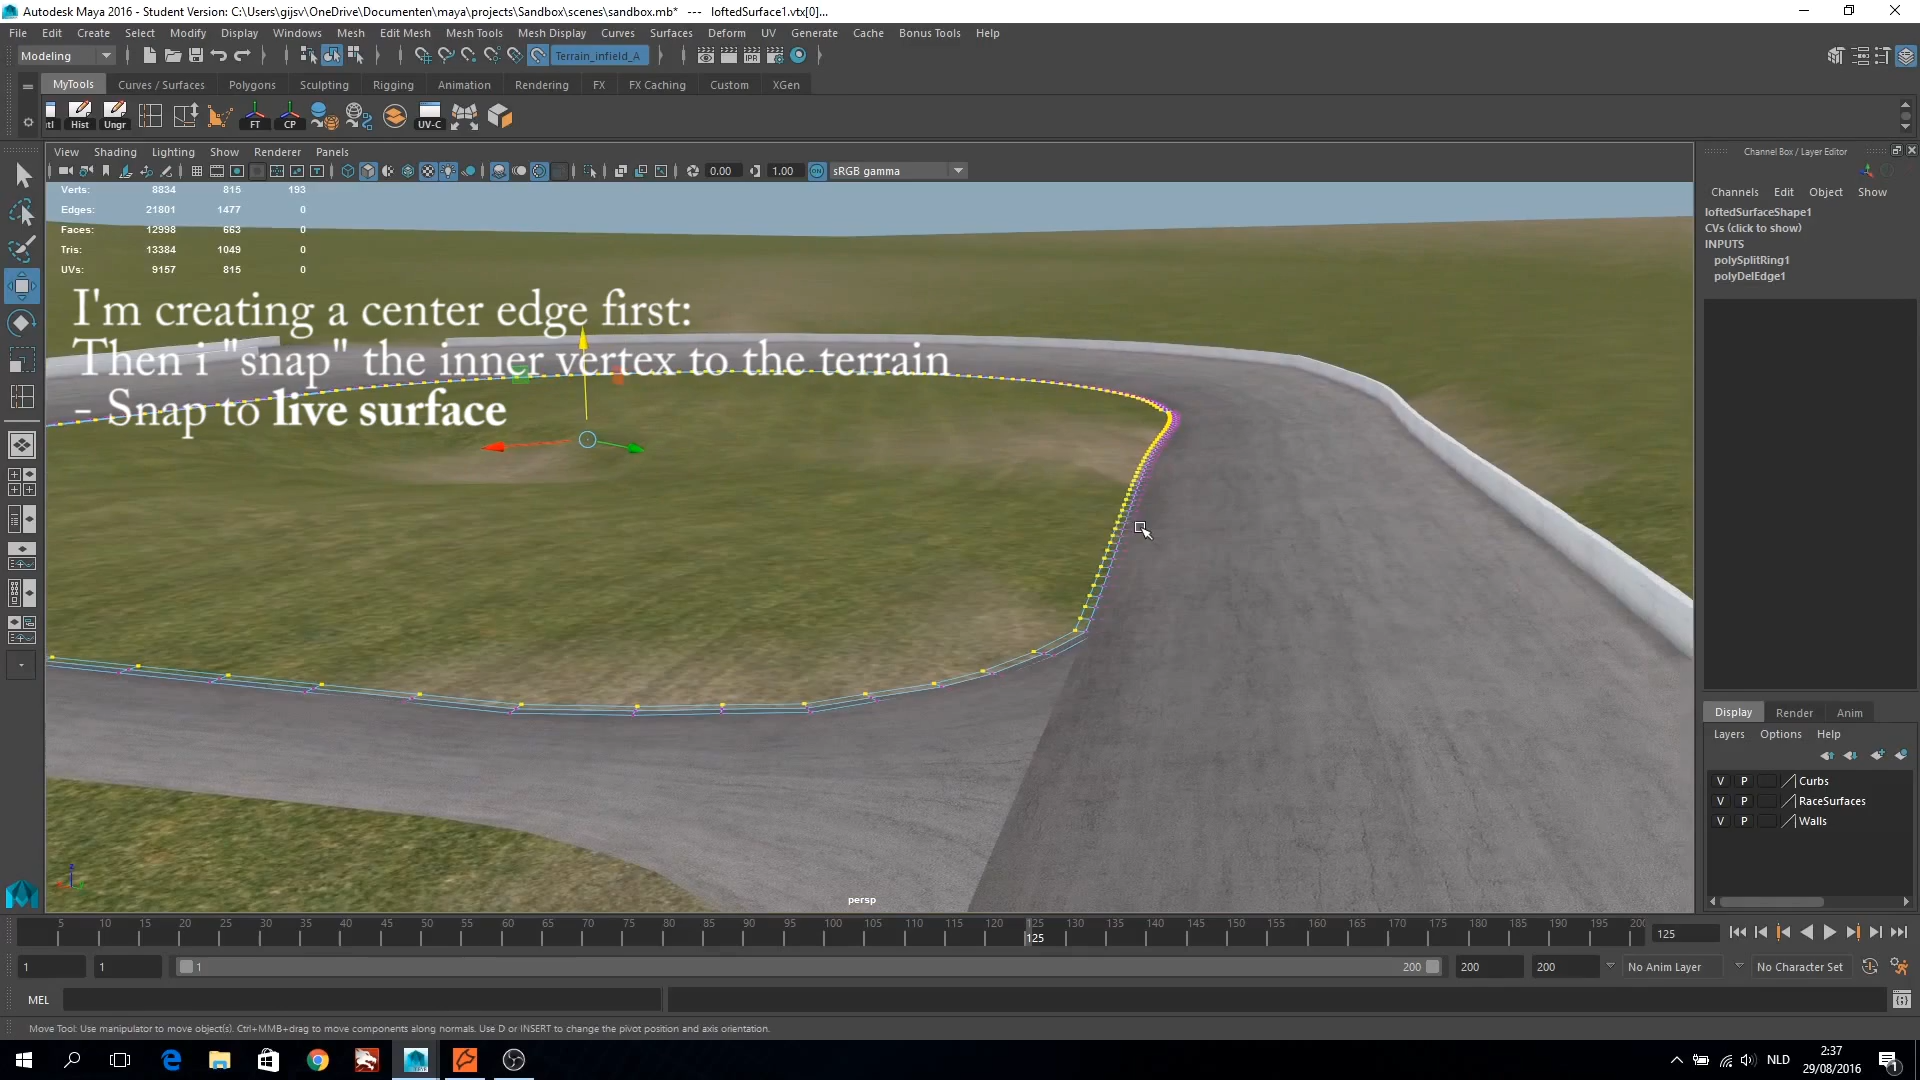 Autodesk Maya 2016 - Student Version: C:\Users\gijsv\OneDrive\Documenten\maya\projects\Sandbox\scenes\sandbox.mb*   ---   loftedSurface1.vtx[0]...
File Edit Create Select Modify Display Windows Mesh Edit Mesh Mesh Tools Mesh Display Curves Surfaces Deform UV Generate Cache Bonus Tools Help
Modeling Terrain_infield_A
MyTools Curves / Surfaces Polygons Sculpting Rigging Animation Rendering FX FX Caching Custom XGen
Hist Ungr FT CP UV-C
View Shading Lighting Show Renderer Panels
0.00 1.00 ON sRGB gamma
Verts: 8834 815 193
Edges: 21801 1477 0
Faces: 12998 663 0
Tris: 13384 1049 0
UVs: 9157 815 0
I'm creating a center edge first:
Then i "snap" the inner vertex to the terrain
- Snap to live surface
persp
Channel Box / Layer Editor
Channels Edit Object Show
loftedSurfaceShape1
CVs (click to show)
INPUTS
polySplitRing1
polyDelEdge1
Display Render Anim
Layers Options Help
V P Curbs
V P RaceSurfaces
V P Walls
5 10 15 20 25 30 35 40 45 50 55 60 65 70 75 80 85 90 95 100 105 110 115 120 125 130 135 140 145 150 155 160 165 170 175 180 185 190 195 200
125 125
1 1 1 200 200 200 No Anim Layer No Character Set
MEL
Move Tool: Use manipulator to move object(s). Ctrl+MMB+drag to move components along normals. Use D or INSERT to change the pivot position and axis orientation.
NLD
2:37
29/08/2016
1